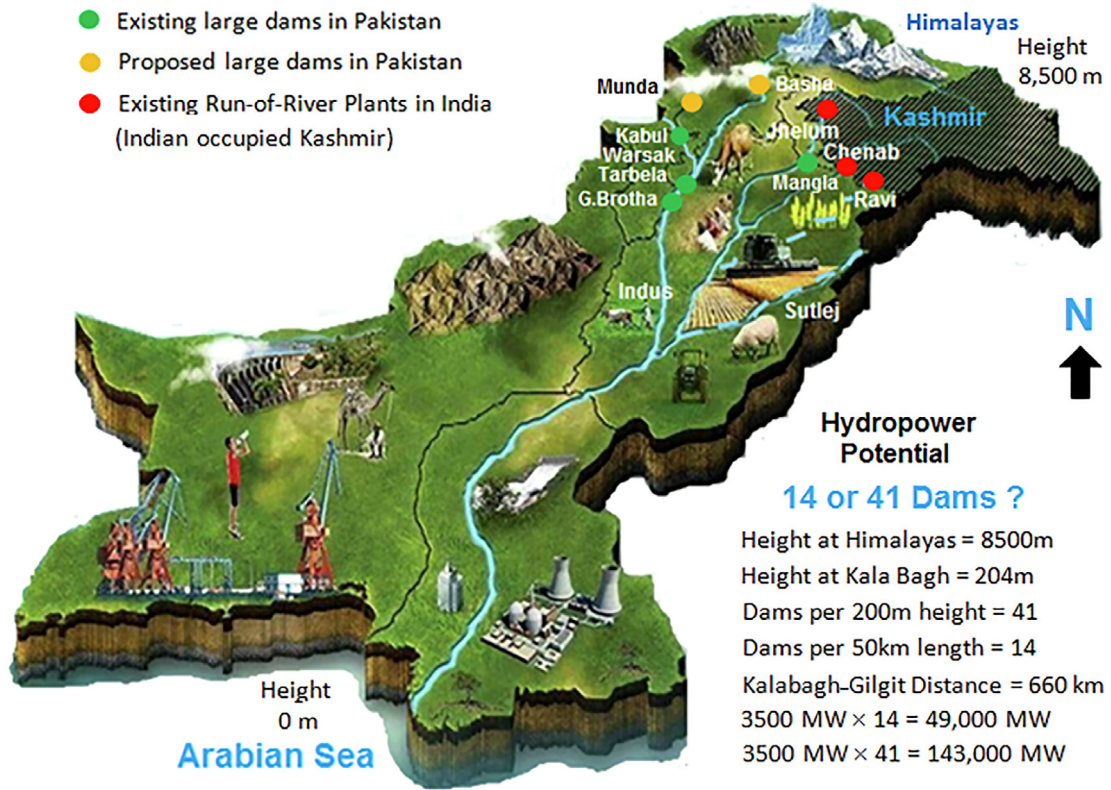 Existing large dams in Pakistan
Proposed large dams in Pakistan
Existing Run-of-River Plants in India
(Indian occupied Kashmir)
Himalayas
Height
8,500 m
Munda
Basha
Kashmir
Jhelum
Kabul
Warsak
Chenab
Tarbela
Mangla
G.Brotha
Ravi
Indus
Sutlej
N
Hydropower
Potential
14 or 41 Dams ?
Height at Himalayas = 8500m
Height at Kala Bagh = 204m
Dams per 200m height = 41
Dams per 50km length = 14
Kalabagh–Gilgit Distance = 660 km
3500 MW × 14 = 49,000 MW
3500 MW × 41 = 143,000 MW
Height
0 m
Arabian Sea